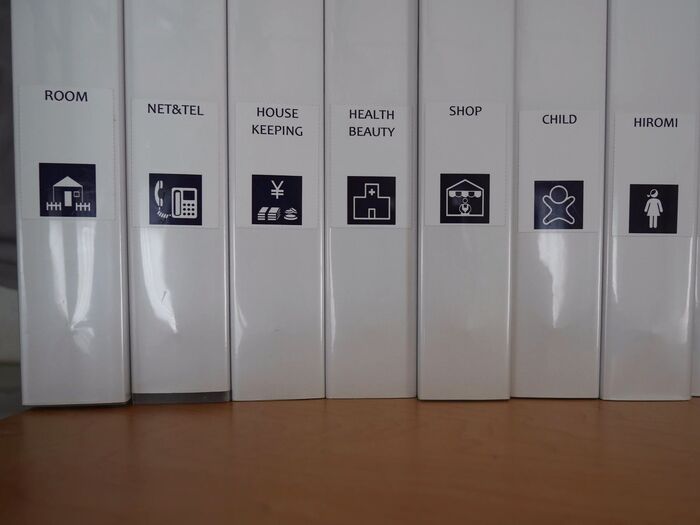 ROOM
NET&TEL
HOUSE
KEEPING
¥
HEALTH
BEAUTY
SHOP
CHILD
HIROMI